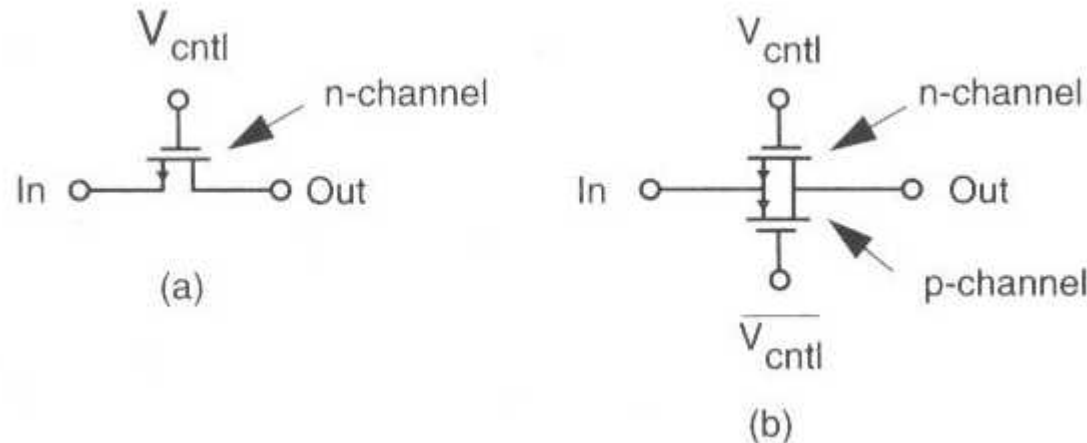 V cntl
n-channel
In
Out
(a)
V cntl
n-channel
In
Out
p-channel
V cntl
(b)